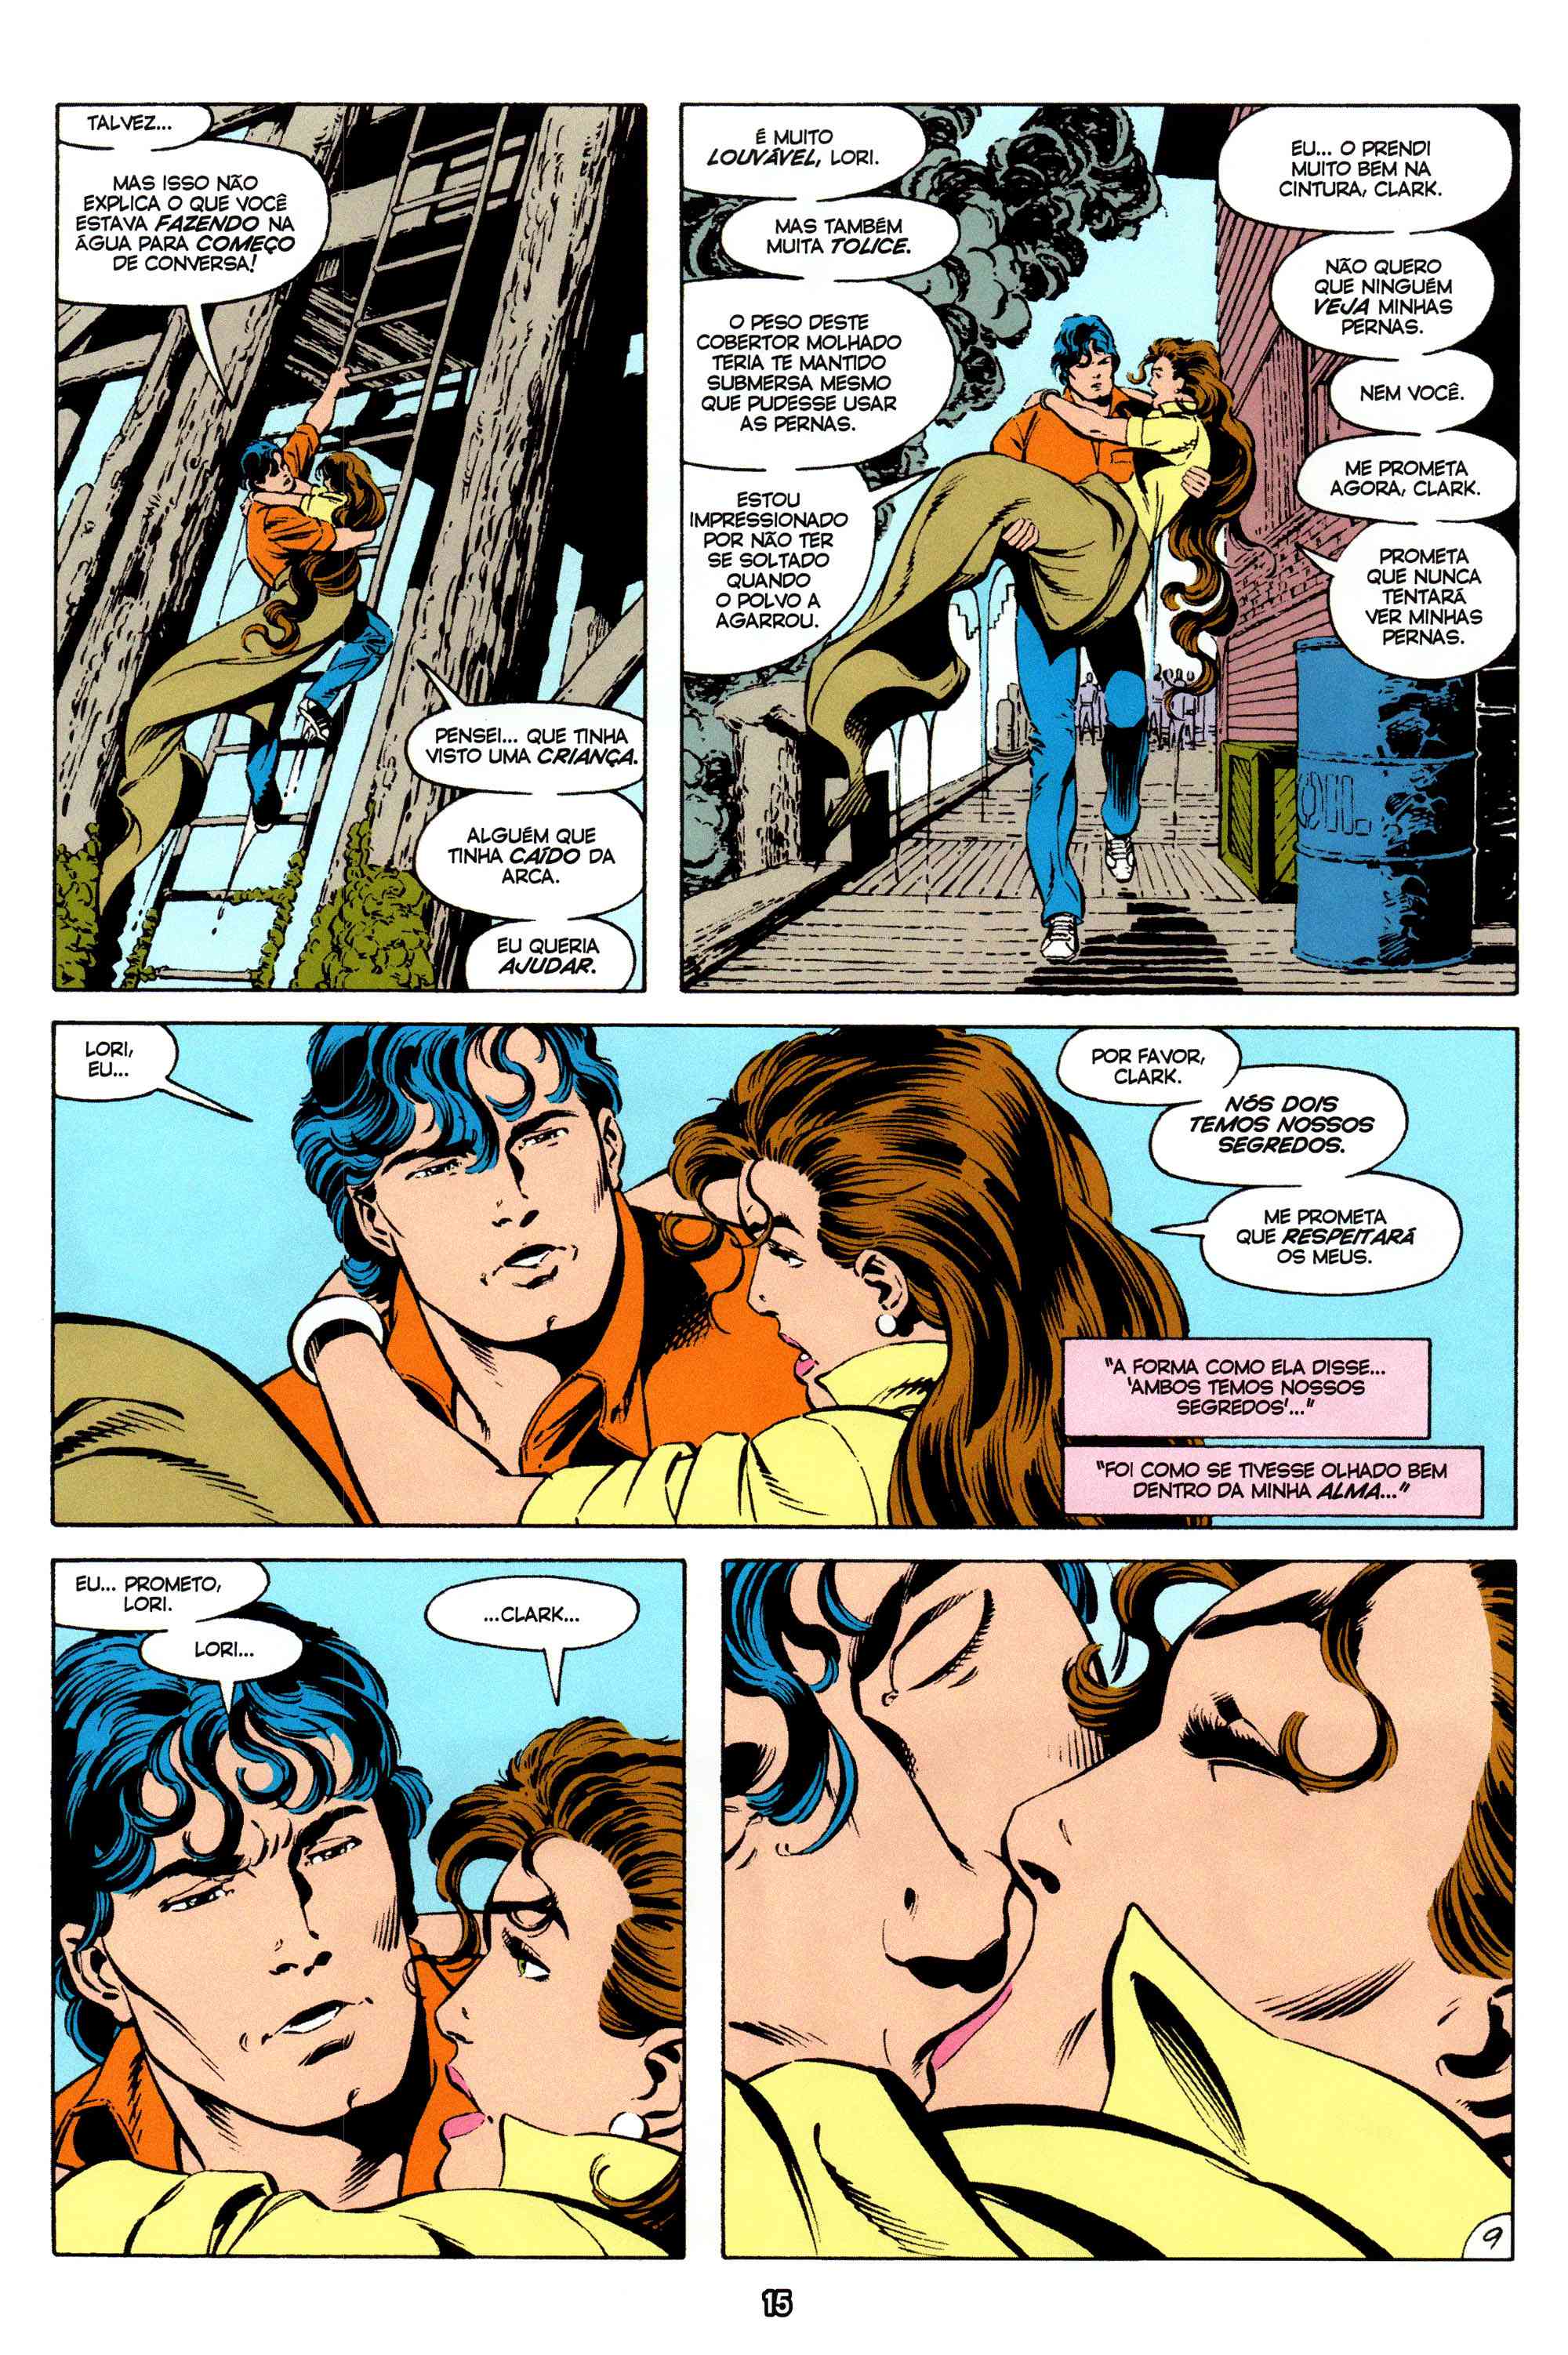 TALVEZ...
MAS ISSO NÃO
EXPLICA O QUE VOCÊ
ESTAVA FAZENDO NA
ÁGUA PARA COMEÇO
DE CONVERSA!
PENSEI... QUE TINHA
VISTO UMA CRIANÇA.
ALGUÉM QUE
TINHA CAÍDO DA
ARCA.
EU QUERIA
AJUDAR.
É MUITO
LOUVÁVEL, LORI.
MAS TAMBÉM
MUITA TOLICE.
O PESO DESTE
COBERTOR MOLHADO
TERIA TE MANTIDO
SUBMERSA MESMO
QUE PUDESSE USAR
AS PERNAS.
ESTOU
IMPRESSIONADO
POR NÃO TER
SE SOLTADO
QUANDO
O POLVO A
AGARROU.
EU... O PRENDI
MUITO BEM NA
CINTURA, CLARK.
NÃO QUERO
QUE NINGUÉM
VEJA MINHAS
PERNAS.
NEM VOCÊ.
ME PROMETA
AGORA, CLARK.
PROMETA
QUE NUNCA
TENTARÁ
VER MINHAS
PERNAS.
OIL
LORI,
EU...
POR FAVOR,
CLARK.
NÓS DOIS
TEMOS NOSSOS
SEGREDOS.
ME PROMETA
QUE RESPEITARÁ
OS MEUS.
"A FORMA COMO ELA DISSE...
'AMBOS TEMOS NOSSOS
SEGREDOS'..."
"FOI COMO SE TIVESSE OLHADO BEM
DENTRO DA MINHA ALMA..."
EU... PROMETO,
LORI.
LORI...
...CLARK...
9
15